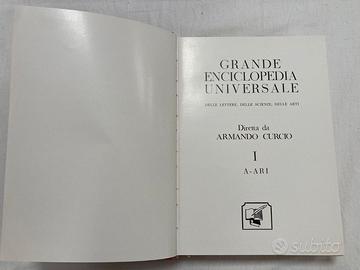 GRANDE
ENCICLOPEDIA
UNIVERSALE
DELLE LETTERE, DELLE SCIENZE, DELLE ARTI
Diretta da
ARMANDO CURCIO
I
A-ARI
subito